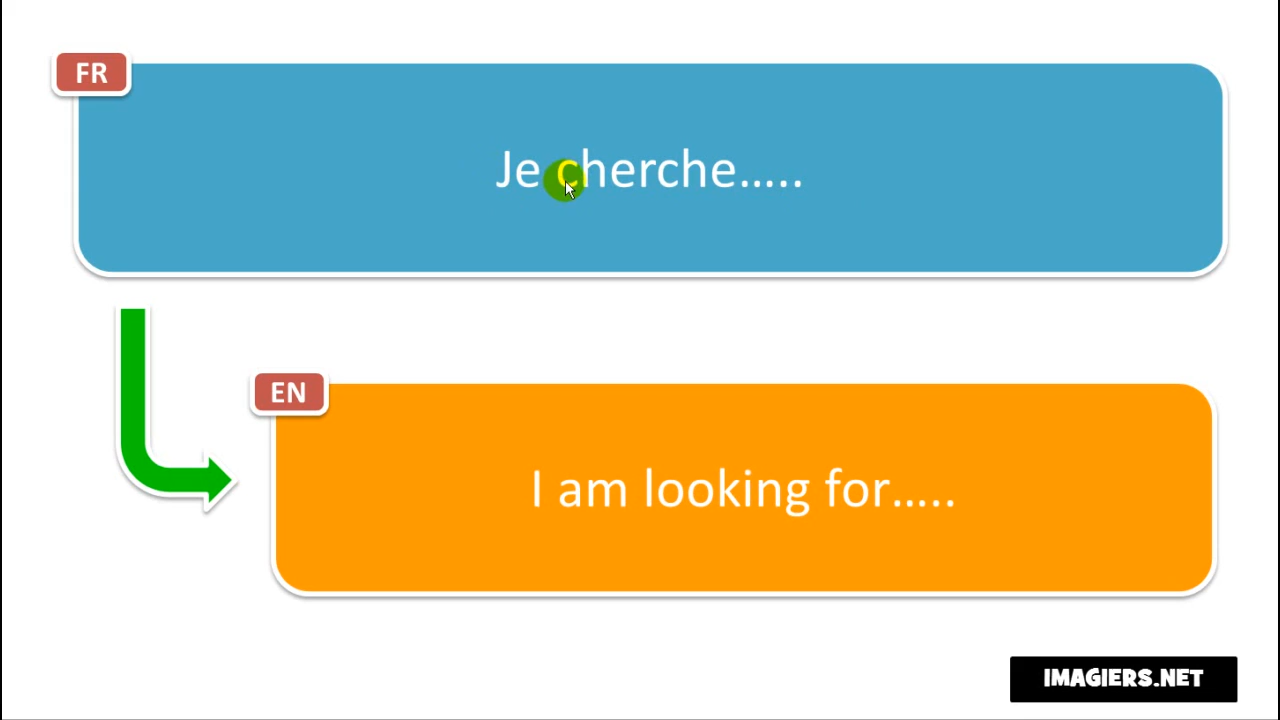 FR
Je cherche.....
EN
I am looking for.....
IMAGIERS.NET